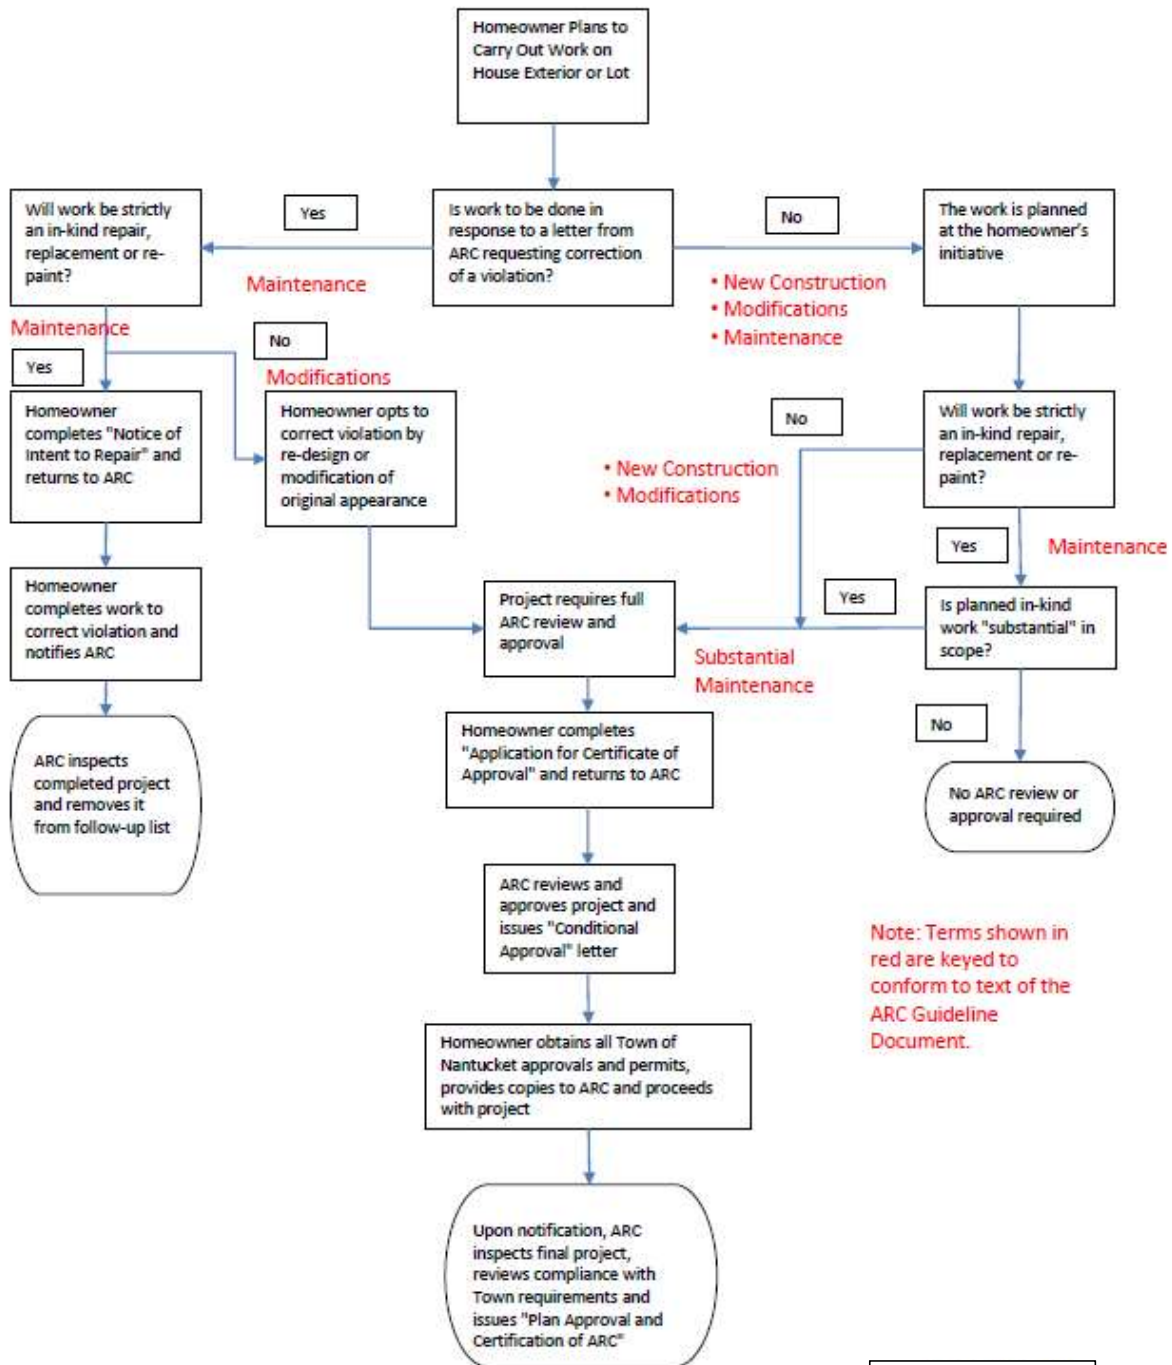 Homeowner Plans to
Carry Out Work on
House Exterior or Lot
Will work be strictly
an in-kind repair,
replacement or re-
paint?
Yes
Is work to be done in
response to a letter from
ARC requesting correction
of a violation?
No
The work is planned
at the homeowner's
initiative
Maintenance
• New Construction
• Modifications
• Maintenance
Maintenance
Yes
No
Modifications
Homeowner
completes "Notice of
Intent to Repair" and
returns to ARC
Homeowner opts to
correct violation by
re-design or
modification of
original appearance
No
• New Construction
• Modifications
Will work be strictly
an in-kind repair,
replacement or re-
paint?
Yes
Maintenance
Homeowner
completes work to
correct violation and
notifies ARC
Project requires full
ARC review and
approval
Yes
Substantial
Maintenance
Is planned in-kind
work "substantial" in
scope?
No
ARC inspects
completed project
and removes it
from follow-up list
Homeowner completes
"Application for Certificate of
Approval" and returns to ARC
No ARC review or
approval required
ARC reviews and
approves project and
issues "Conditional
Approval" letter
Note: Terms shown in
red are keyed to
conform to text of the
ARC Guideline
Document.
Homeowner obtains all Town of
Nantucket approvals and permits,
provides copies to ARC and proceeds
with project
Upon notification, ARC
inspects final project,
reviews compliance with
Town requirements and
issues "Plan Approval and
Certification of ARC"